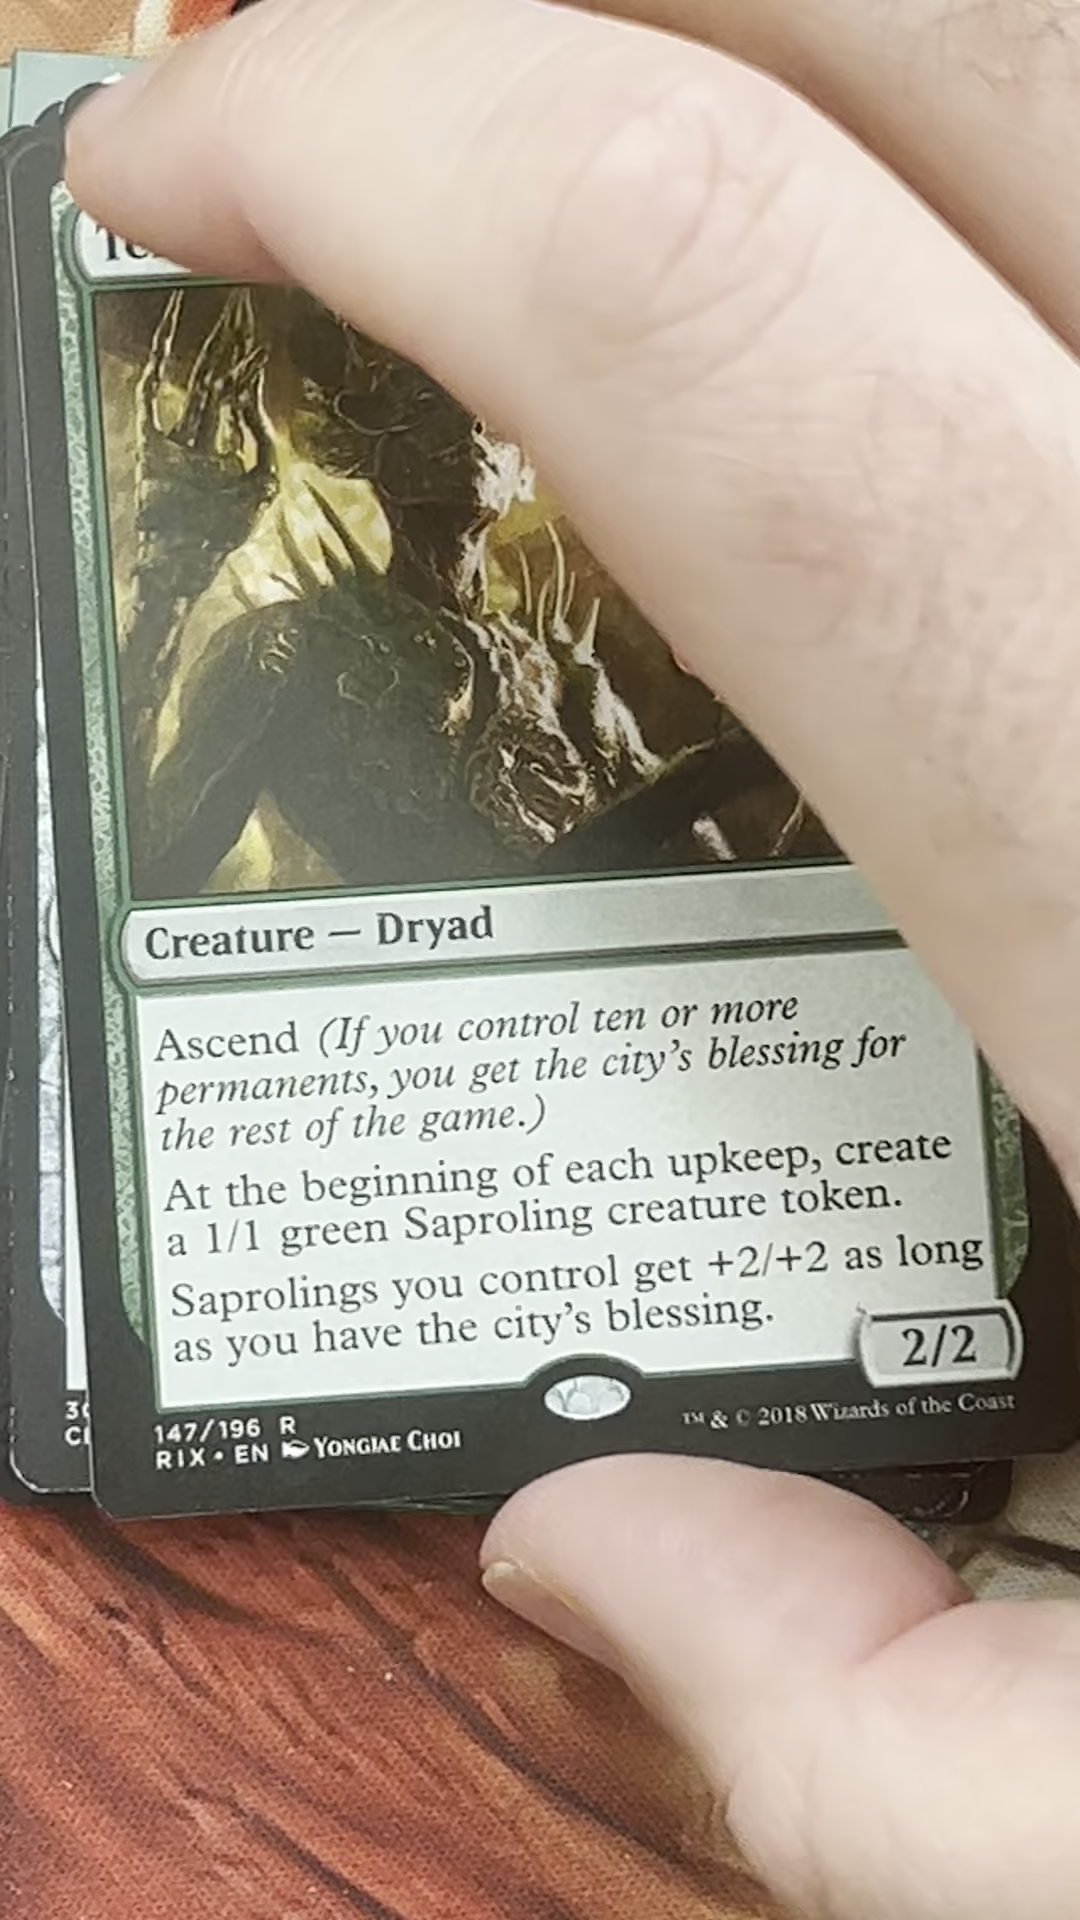 Creature — Dryad
Ascend (If you control ten or more
permanents, you get the city's blessing for
the rest of the game.)
At the beginning of each upkeep, create
a 1/1 green Saproling creature token.
Saprolings you control get +2/+2 as long
as you have the city's blessing.
2/2
147/196 R
RIX • EN YONGJAE CHOI
™ & © 2018 Wizards of the Coast